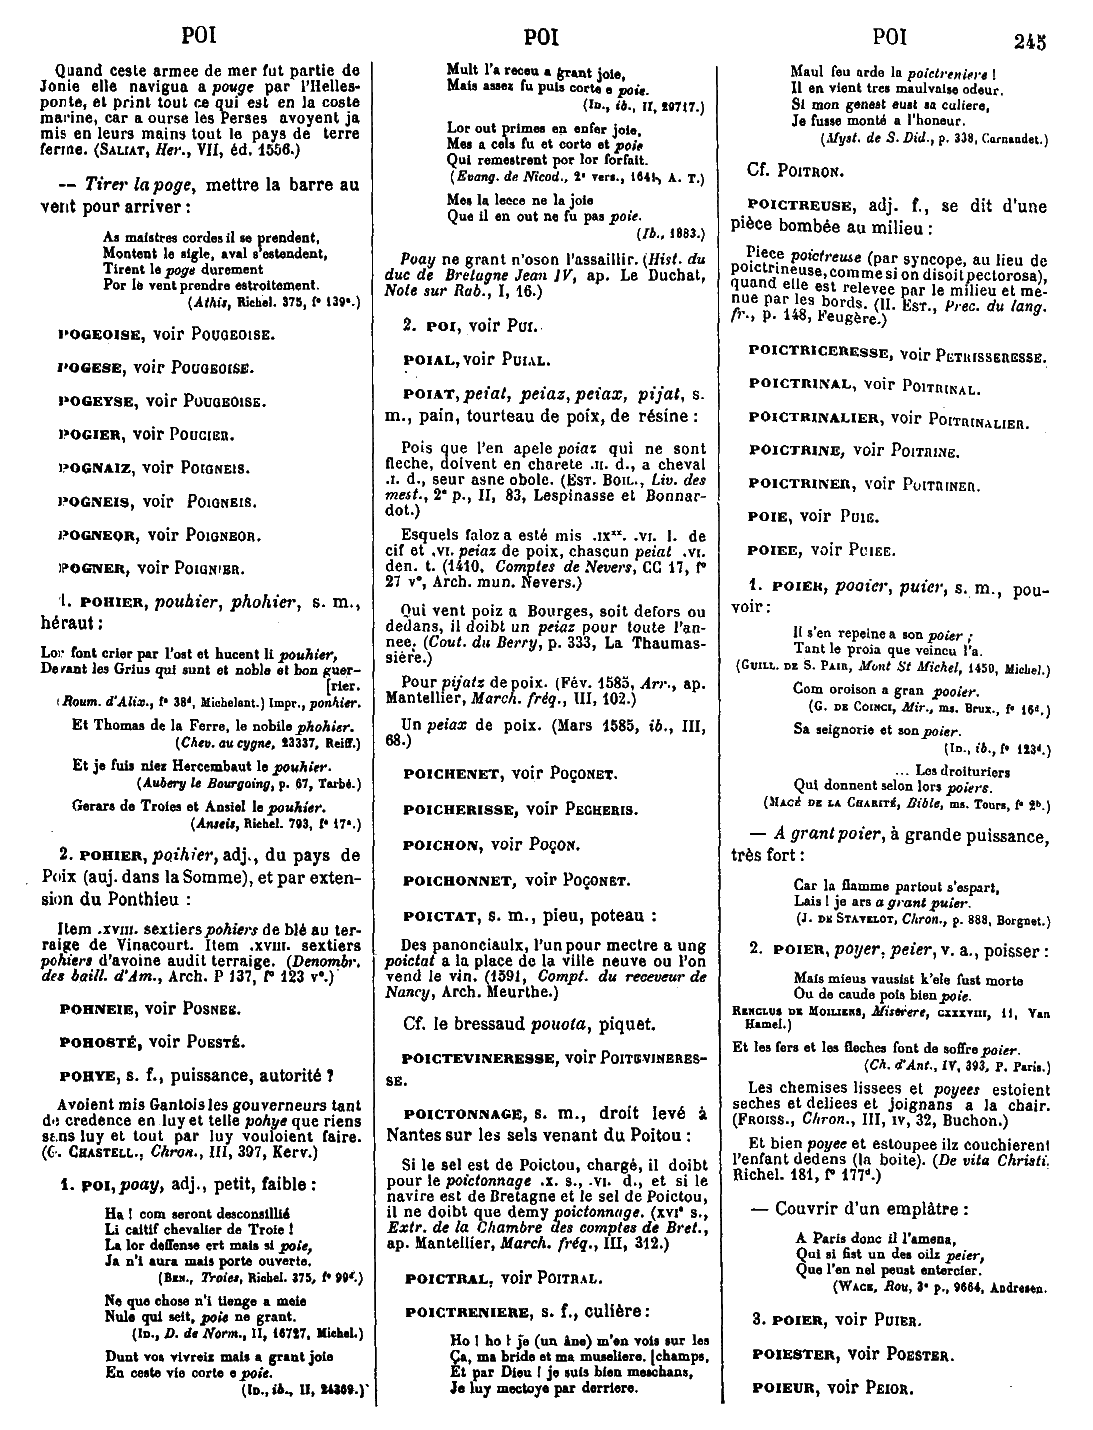 POI
POI
POI
245
Quand ceste armee de mer fut partie de
Jonie elle navigua a pouge par l'Helles-
ponte, et print tout ce qui est en la coste
marine, car a ourse les Perses avoyent ja
mis en leurs mains tout le pays de terre
ferme. (SALIAT, Her., VII, éd. 1556.)
-- Tirer la poge, mettre la barre au
vent pour arriver :
As maistres cordes il se prendent,
Montent le sigle, aval s'estendent,
Tirent le poge durement
Por le vent prendre estroitement.
(Athis, Richel. 375, fº 139ª.)
POGEOISE, voir POUGEOISE.
POGESE, voir POUGEOISE.
POGEYSE, voir POUGEOISE.
POGIER, voir POUGIER.
POGNAIZ, voir POIGNEIS.
POGNEIS, voir POIGNEIS.
POGNEOR, voir POIGNEOR.
POGNER, voir POIGNIER.
1. POHIER, pouhier, phohier, s. m.,
héraut :
Lor font crier par l'ost et hucent li pouhier,
Devant les Grius qui sunt et noble et bon guer-
[rier.
(Roum. d'Alix., fº 38ᵈ, Michelant.) Impr., ponhier.
Et Thomas de la Ferre, le nobile phohier.
(Chev. au cygne, 23337, Reiff.)
Et je fuis niez Hercembaut le pouhier.
(Aubery le Bourgoing, p. 67, Tarbé.)
Gerars de Troies et Ansiel le pouhier.
(Anseis, Richel. 793, fº 17ª.)
2. POHIER, poihier, adj., du pays de
Poix (auj. dans la Somme), et par exten-
sion du Ponthieu :
Item .XVIII. sextiers pohiers de blé au ter-
raige de Vinacourt. Item .XVIII. sextiers
pohiers d'avoine audit terraige. (Denombr.
des baill. d'Am., Arch. P 137, fº 123 vº.)
POHNEIE, voir POSNEE.
POHOSTÉ, voir POESTÉ.
POHYE, s. f., puissance, autorité ?
Avoient mis Gantois les gouverneurs tant
de credence en luy et telle pohye que riens
sans luy et tout par luy vouloient faire.
(G. CHASTELL., Chron., III, 397, Kerv.)
1. POI, poay, adj., petit, faible :
Ha ! com seront desconsillié
Li caitif chevalier de Troie !
La lor deffense ert mais si poie,
Ja n'i aura mais porte ouverte.
(BEN., Troies, Richel. 375, fº 99ᵈ.)
Ne que chose n'i tienge a meie
Nule qui seit, poie ne grant.
(ID., D. de Norm., II, 16727, Michel.)
Dunt vos vivreiz mais a grant joie
En ceste vie corte e poie.
(ID., ib., II, 24369.)
Mult l'a receu a grant joie,
Mais assez fu puis corte e poie.
(ID., ib., II, 29717.)
Lor out primes en enfer joie,
Mes a cels fu et corte et poie
Qui remestrent por lor forfait.
(Evang. de Nicod., 2ᵉ vers., 1641, A. T.)
Mes la leece ne la joie
Que il en out ne fu pas poie.
(Ib., 1883.)
Poay ne grant n'oson l'assaillir. (Hist. du
duc de Bretagne Jean IV, ap. Le Duchat,
Note sur Rab., I, 16.)
2. POI, voir PUI.
POIAL, voir PUIAL.
POIAT, peiat, peiaz, peiax, pijat, s.
m., pain, tourteau de poix, de résine :
Pois que l'en apele poiaz qui ne sont
fleche, doivent en charete .II. d., a cheval
.I. d., seur asne obole. (EST. BOIL., Liv. des
mest., 2ᵉ p., II, 83, Lespinasse et Bonnar-
dot.)
Esquels faloz a esté mis .IXˣˣ. .VI. l. de
cif et .VI. peiaz de poix, chascun peiat .VI.
den. t. (1410, Comptes de Nevers, CC 17, fº
27 vº, Arch. mun. Nevers.)
Qui vent poiz a Bourges, soit defors ou
dedans, il doibt un peiaz pour toute l'an-
nee. (Cout. du Berry, p. 333, La Thaumas-
sière.)
Pour pijatz de poix. (Fév. 1585, Arr., ap.
Mantellier, March. fréq., III, 102.)
Un peiax de poix. (Mars 1585, ib., III,
68.)
POICHENET, voir POÇONET.
POICHERISSE, voir PECHERIS.
POICHON, voir POÇON.
POICHONNET, voir POÇONET.
POICTAT, s. m., pieu, poteau :
Des panonciaulx, l'un pour mectre a ung
poictat a la place de la ville neuve ou l'on
vend le vin. (1591, Compt. du receveur de
Nancy, Arch. Meurthe.)
Cf. le bressaud pouota, piquet.
POICTEVINERESSE, voir POITEVINERES-
SE.
POICTONNAGE, s. m., droit levé à
Nantes sur les sels venant du Poitou :
Si le sel est de Poictou, chargé, il doibt
pour le poictonage .X. s., .VI. d., et si le
navire est de Bretagne et le sel de Poictou,
il ne doibt que demy poictonnage. (XVIᵉ s.,
Extr. de la Chambre des comptes de Bret.,
ap. Mantellier, March. fréq., III, 312.)
POICTRAL, voir POITRAL.
POICTRENIERE, s. f., culière :
Ho ! ho ! je (un âne) m'en vois sur les
Ça, ma bride et ma museliere. [champs,
Et par Dieu ! je suis bien meschans,
Je luy mectoye par derriere.
Maul feu arde la poictreniere !
Il en vient tres maulvaise odeur.
Si mon genest eust sa culiere,
Je fusse monté a l'honeur.
(Myst. de S. Did., p. 338, Carnandet.)
Cf. POITRON.
POICTREUSE, adj. f., se dit d'une
pièce bombée au milieu :
Piece poictreuse (par syncope, au lieu de
poictrineuse, comme si on disoit pectorosa),
quand elle est relevee par le milieu et me-
nue par les bords. (H. EST., Prec. du lang.
fr., p. 148, Feugère.)
POICTRICERESSE, voir PETRISSERESSE.
POICTRINAL, voir POITRINAL.
POICTRINALIER, voir POITRINALIER.
POICTRINE, voir POITRINE.
POICTRINER, voir POITRINER.
POIE, voir PUIE.
POIEE, voir PUIEE.
1. POIER, pooier, puier, s. m., pou-
voir :
Il s'en repeine a son poier ;
Tant le proia que veincu l'a.
(GUILL. DE S. PAIR, Mont St Michel, 1450, Michel.)
Com oroison a gran pooier.
(G. DE COINCI, Mir., ms. Brux., fº 16ᵈ.)
Sa seignorie et son poier.
(ID., ib., fº 123ᵈ.)
... Les droituriers
Qui donnent selon lors poiers.
(MACÉ DE LA CHARITÉ, Bible, ms. Tours, fº 2ᵇ.)
— A grant poier, à grande puissance,
très fort :
Car la flamme partout s'espart,
Lais ! je ars a grant puier.
(J. DE STAVELOT, Chron., p. 888, Borgnet.)
2. POIER, poyer, peier, v. a., poisser :
Mais mieus vausist k'ele fust morte
Ou de caude pois bien poie.
RENCLUS DE MOILIENS, Miserere, CXXXVIII, 11, Van
Hamel.)
Et les fers et les fleches font de soffre poier.
(Ch. d'Ant., IV, 393, P. Paris.)
Les chemises lissees et poyees estoient
seches et deliees et joignans a la chair.
(FROISS., Chron., III, IV, 32, Buchon.)
Et bien poyee et estoupee ilz couchierent
l'enfant dedens (la boite). (De vita Christi,
Richel. 181, fº 177ᵈ.)
— Couvrir d'un emplâtre :
A Paris donc il l'amena,
Qui si fist un des oilz peier,
Que l'en nel peust entercier.
(WACE, Rou, 3ᵉ p., 9664, Andresen.
3. POIER, voir PUIER.
POIESTER, voir POESTER.
POIEUR, voir PEIOR.